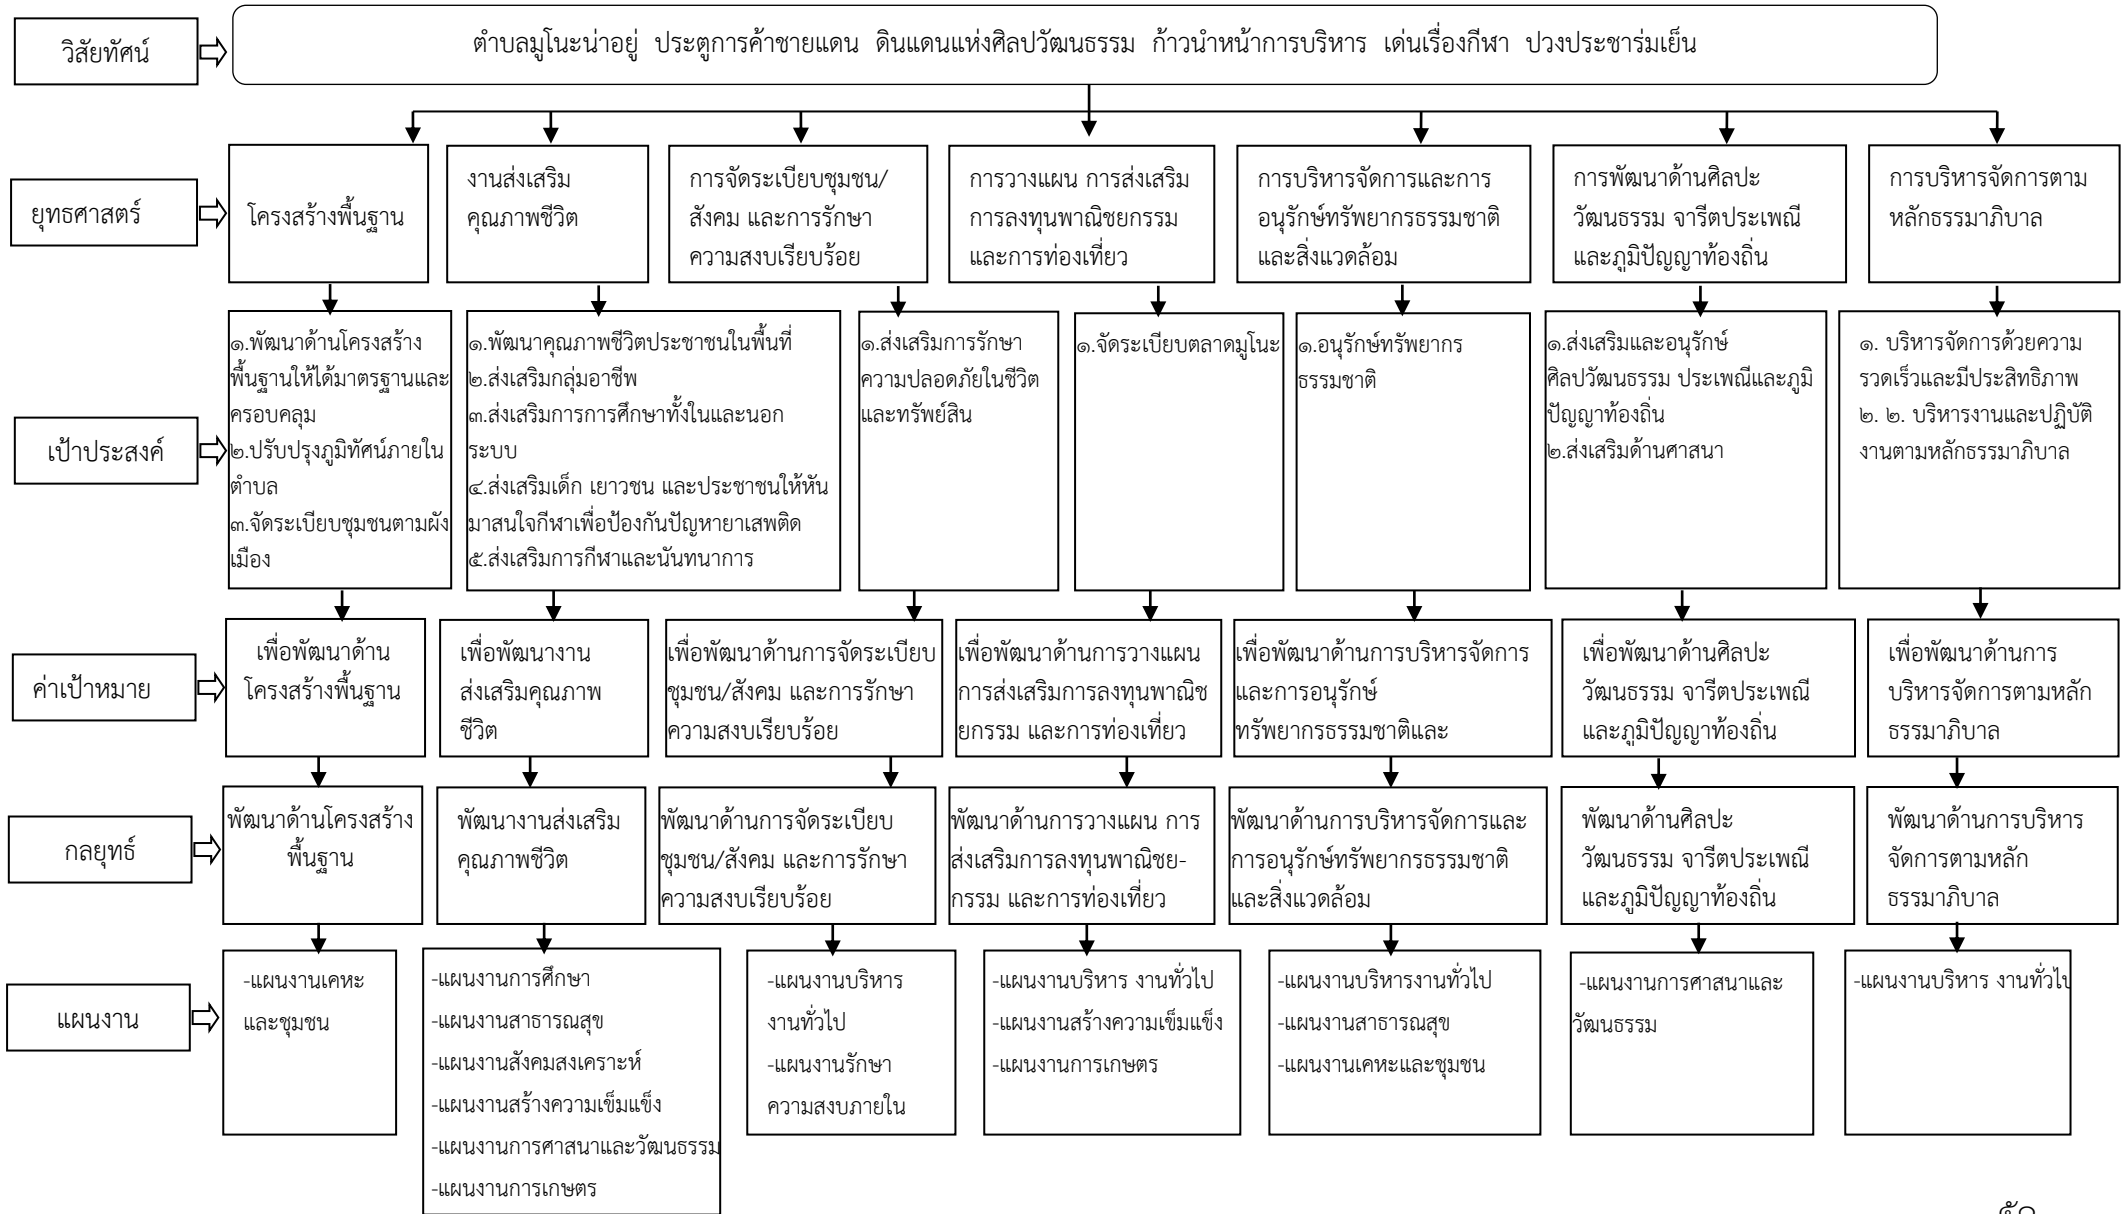 วิสัยทัศน์
ตำบลมูโนะน่าอยู่ ประตูการค้าชายแดน ดินแดนแห่งศิลปวัฒนธรรม ก้าวนำหน้าการบริหาร เด่นเรื่องกีฬา ปวงประชาร่มเย็น
ยุทธศาสตร์
โครงสร้างพื้นฐาน
งานส่งเสริม
คุณภาพชีวิต
การจัดระเบียบชุมชน/
สังคม และการรักษา
ความสงบเรียบร้อย
การวางแผน การส่งเสริม
การลงทุนพาณิชยกรรม
และการท่องเที่ยว
การบริหารจัดการและการ
อนุรักษ์ทรัพยากรธรรมชาติ
และสิ่งแวดล้อม
การพัฒนาด้านศิลปะ
วัฒนธรรม จารีตประเพณี
และภูมิปัญญาท้องถิ่น
การบริหารจัดการตาม
หลักธรรมาภิบาล
เป้าประสงค์
๑.พัฒนาด้านโครงสร้าง
พื้นฐานให้ได้มาตรฐานและ
ครอบคลุม
๒.ปรับปรุงภูมิทัศน์ภายใน
ตำบล
๓.จัดระเบียบชุมชนตามผัง
เมือง
๑.พัฒนาคุณภาพชีวิตประชาชนในพื้นที่
๒.ส่งเสริมกลุ่มอาชีพ
๓.ส่งเสริมการการศึกษาทั้งในและนอก
ระบบ
๔.ส่งเสริมเด็ก เยาวชน และประชาชนให้หัน
มาสนใจกีฬาเพื่อป้องกันปัญหายาเสพติด
๕.ส่งเสริมการกีฬาและนันทนาการ
๑.ส่งเสริมการรักษา
ความปลอดภัยในชีวิต
และทรัพย์สิน
๑.จัดระเบียบตลาดมูโนะ
๑.อนุรักษ์ทรัพยากร
ธรรมชาติ
๑.ส่งเสริมและอนุรักษ์
ศิลปวัฒนธรรม ประเพณีและภูมิ
ปัญญาท้องถิ่น
๒.ส่งเสริมด้านศาสนา
๑. บริหารจัดการด้วยความ
รวดเร็วและมีประสิทธิภาพ
๒. ๒. บริหารงานและปฏิบัติ
งานตามหลักธรรมาภิบาล
ค่าเป้าหมาย
เพื่อพัฒนาด้าน
โครงสร้างพื้นฐาน
เพื่อพัฒนางาน
ส่งเสริมคุณภาพ
ชีวิต
เพื่อพัฒนาด้านการจัดระเบียบ
ชุมชน/สังคม และการรักษา
ความสงบเรียบร้อย
เพื่อพัฒนาด้านการวางแผน
การส่งเสริมการลงทุนพาณิช
ยกรรม และการท่องเที่ยว
เพื่อพัฒนาด้านการบริหารจัดการ
และการอนุรักษ์
ทรัพยากรธรรมชาติและ
เพื่อพัฒนาด้านศิลปะ
วัฒนธรรม จารีตประเพณี
และภูมิปัญญาท้องถิ่น
เพื่อพัฒนาด้านการ
บริหารจัดการตามหลัก
ธรรมาภิบาล
กลยุทธ์
พัฒนาด้านโครงสร้าง
พื้นฐาน
พัฒนางานส่งเสริม
คุณภาพชีวิต
พัฒนาด้านการจัดระเบียบ
ชุมชน/สังคม และการรักษา
ความสงบเรียบร้อย
พัฒนาด้านการวางแผน การ
ส่งเสริมการลงทุนพาณิชย-
กรรม และการท่องเที่ยว
พัฒนาด้านการบริหารจัดการและ
การอนุรักษ์ทรัพยากรธรรมชาติ
และสิ่งแวดล้อม
พัฒนาด้านศิลปะ
วัฒนธรรม จารีตประเพณี
และภูมิปัญญาท้องถิ่น
พัฒนาด้านการบริหาร
จัดการตามหลัก
ธรรมาภิบาล
แผนงาน
-แผนงานเคหะ
และชุมชน
-แผนงานการศึกษา
-แผนงานสาธารณสุข
-แผนงานสังคมสงเคราะห์
-แผนงานสร้างความเข็มแข็ง
-แผนงานการศาสนาและวัฒนธรรม
-แผนงานการเกษตร
-แผนงานบริหาร
งานทั่วไป
-แผนงานรักษา
ความสงบภายใน
-แผนงานบริหาร งานทั่วไป
-แผนงานสร้างความเข็มแข็ง
-แผนงานการเกษตร
-แผนงานบริหารงานทั่วไป
-แผนงานสาธารณสุข
-แผนงานเคหะและชุมชน
-แผนงานการศาสนาและ
วัฒนธรรม
-แผนงานบริหาร งานทั่วไป